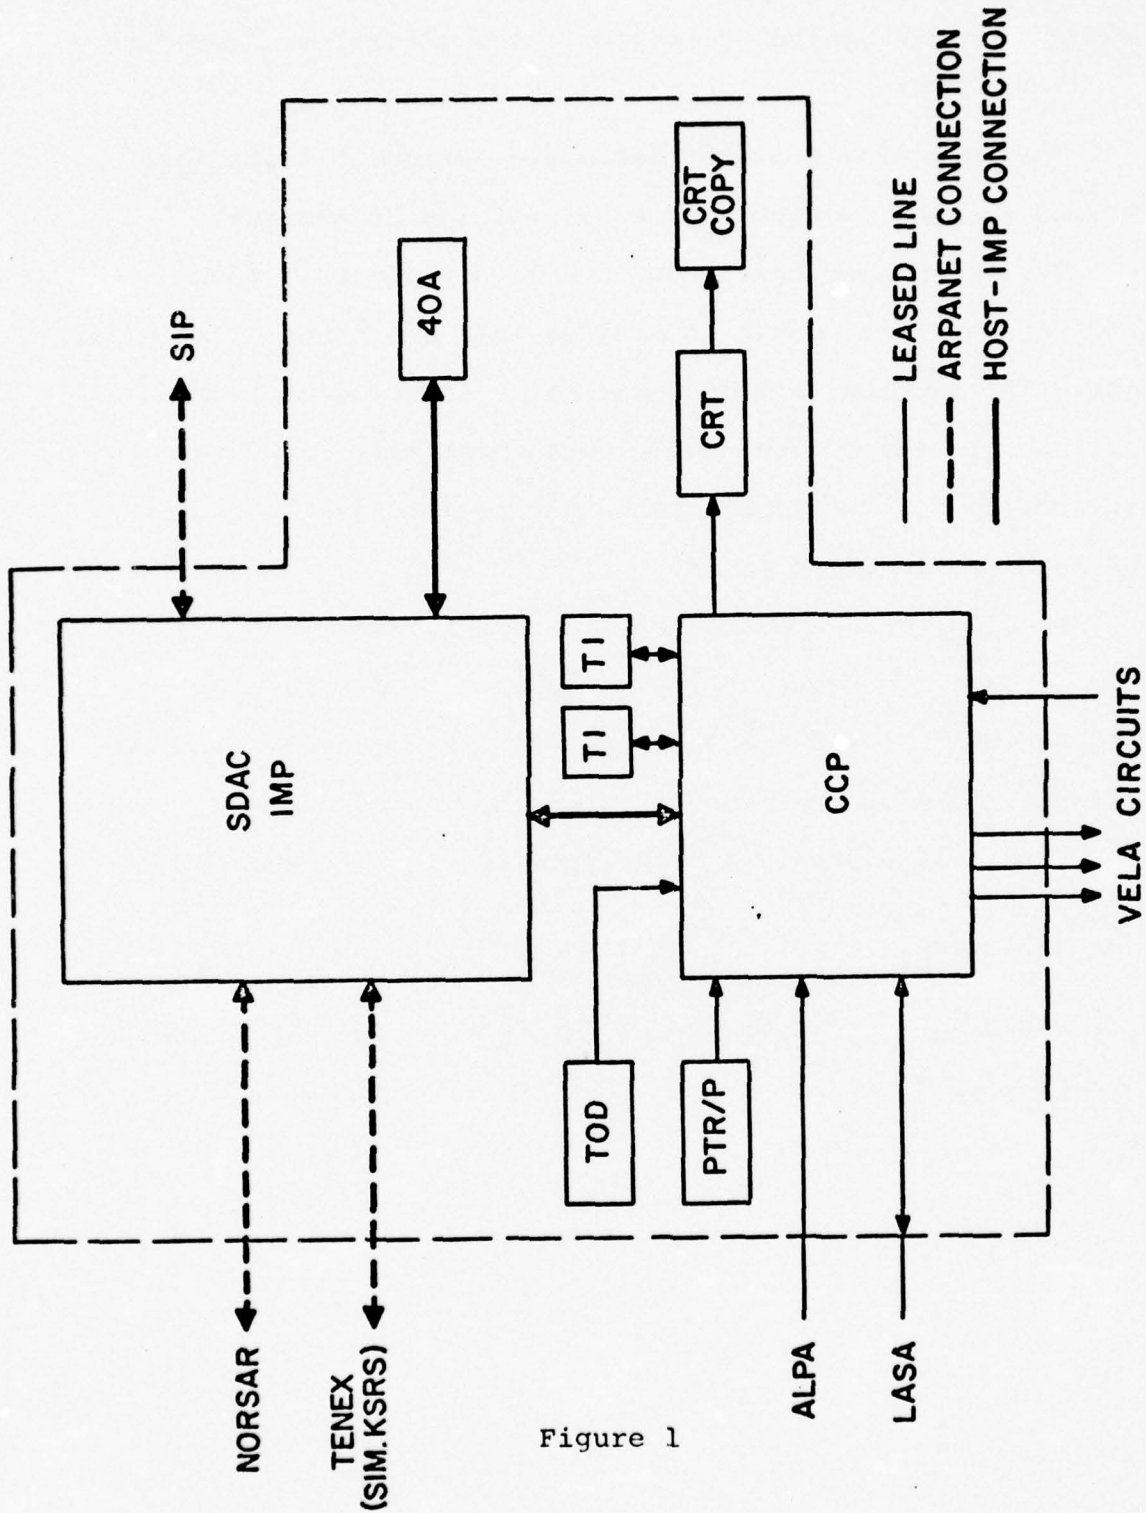 NORSAR
TENEX
(SIM.KSRS)
SIP
SDAC
IMP
40A
TOD
TI
TI
PTR/P
ALPA
LASA
CCP
CRT
CRT
COPY
VELA CIRCUITS
LEASED LINE
ARPANET CONNECTION
HOST-IMP CONNECTION
Figure 1